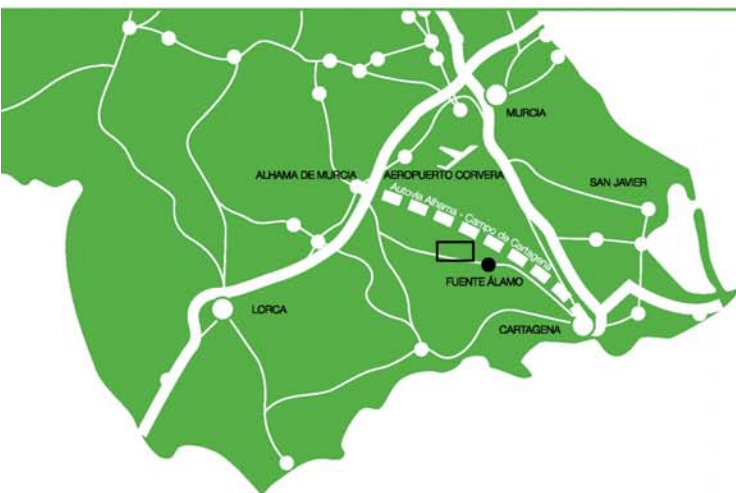 MURCIA
ALHAMA DE MURCIA
AEROPUERTO CORVERA
SAN JAVIER
Autovía Alhama - Campo de Cartagena
FUENTE ÁLAMO
LORCA
CARTAGENA